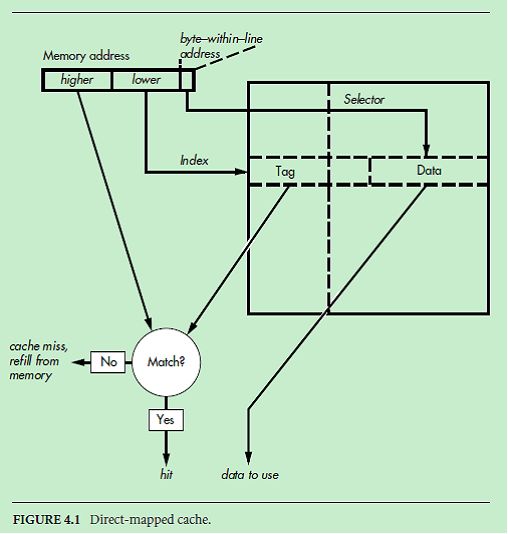 byte–within–line
address
Memory address
higher lower
Selector
Index
Tag
Data
cache miss,
refill from
memory
No
Match?
Yes
hit
data to use
FIGURE 4.1 Direct-mapped cache.